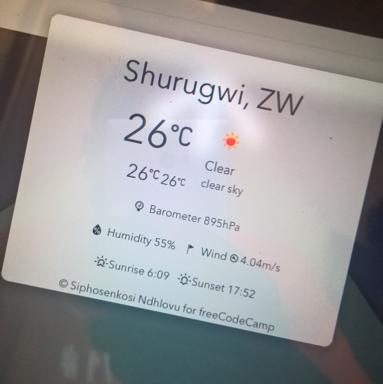 Shurugwi, ZW
26°C
Clear
26°C 26°C clear sky
Barometer 895hPa
Humidity 55% Wind 4.04m/s
Sunrise 6:09 Sunset 17:52
© Siphosenkosi Ndhlovu for freeCodeCamp